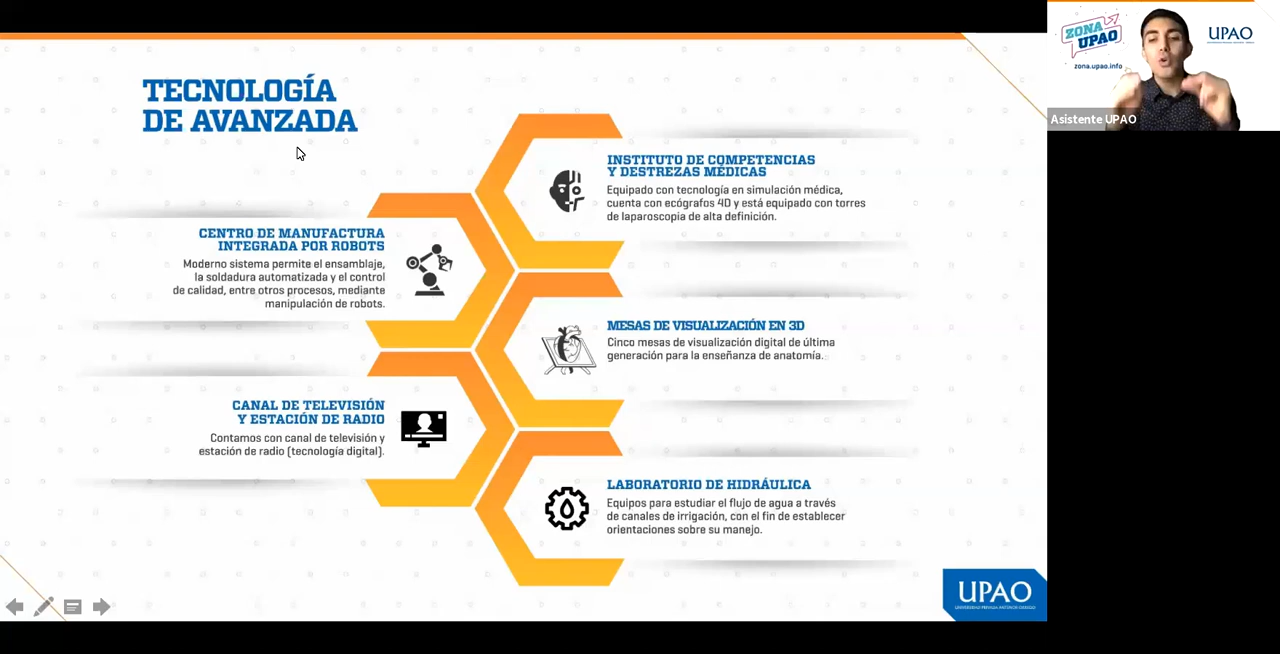 TECNOLOGÍA
DE AVANZADA
INSTITUTO DE COMPETENCIAS
Y DESTREZAS MÉDICAS
Equipado con tecnología en simulación médica,
cuenta con ecógrafos 4D y está equipado con torres
de laparoscopia de alta definición.
CENTRO DE MANUFACTURA
INTEGRADA POR ROBOTS
Moderno sistema permite el ensamblaje,
la soldadura automatizada y el control
de calidad, entre otros procesos, mediante
manipulación de robots.
MESAS DE VISUALIZACIÓN EN 3D
Cinco mesas de visualización digital de última
generación para la enseñanza de anatomía.
CANAL DE TELEVISIÓN
Y ESTACIÓN DE RADIO
Contamos con canal de televisión y
estación de radio (tecnología digital).
LABORATORIO DE HIDRÁULICA
Equipos para estudiar el flujo de agua a través
de canales de irrigación, con el fin de establecer
orientaciones sobre su manejo.
UPAO
UNIVERSIDAD PRIVADA ANTENOR ORREGO
ZONA
UPAO
zona.upao.info
UPAO
Asistente UPAO